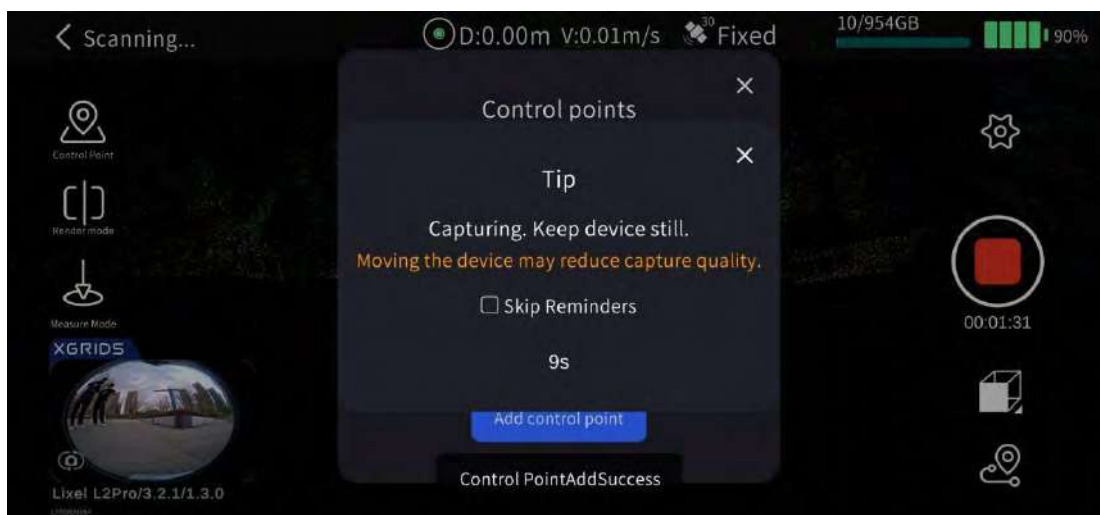 Scanning...
D:0.00m V:0.01m/s
30
Fixed
10/954GB
90%
Control points
Control Point
Tip
Render mode
Capturing. Keep device still.
Moving the device may reduce capture quality.
Skip Reminders
Measure Mode
00:01:31
XGRIDS
9s
Add control point
Control PointAddSuccess
Lixel L2Pro/3.2.1/1.3.0